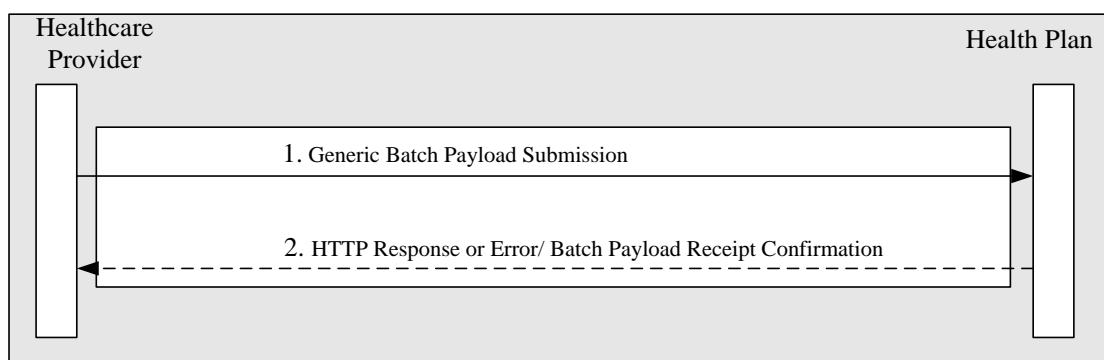 Healthcare
Provider
Health Plan
1. Generic Batch Payload Submission
2. HTTP Response or Error/ Batch Payload Receipt Confirmation